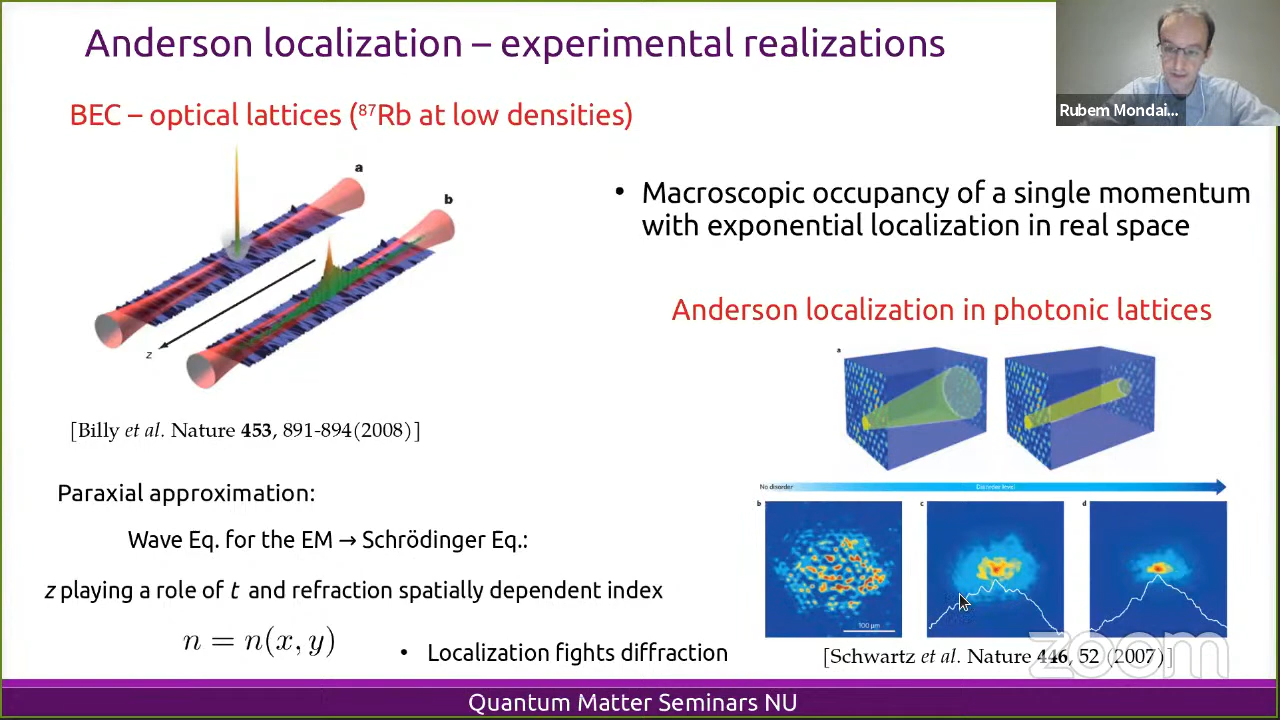 Anderson localization – experimental realizations
Rubem Mondai...
BEC – optical lattices (⁸⁷Rb at low densities)
a
b
z
[Billy et al. Nature 453, 891-894(2008)]
• Macroscopic occupancy of a single momentum
with exponential localization in real space
Anderson localization in photonic lattices
a
No disorder
Disorder level
b
c
d
100 µm
[Schwartz et al. Nature 446, 52 (2007)]
Paraxial approximation:
Wave Eq. for the EM → Schrödinger Eq.:
z playing a role of t and refraction spatially dependent index
n = n(x, y)
• Localization fights diffraction
zoom
Quantum Matter Seminars NU